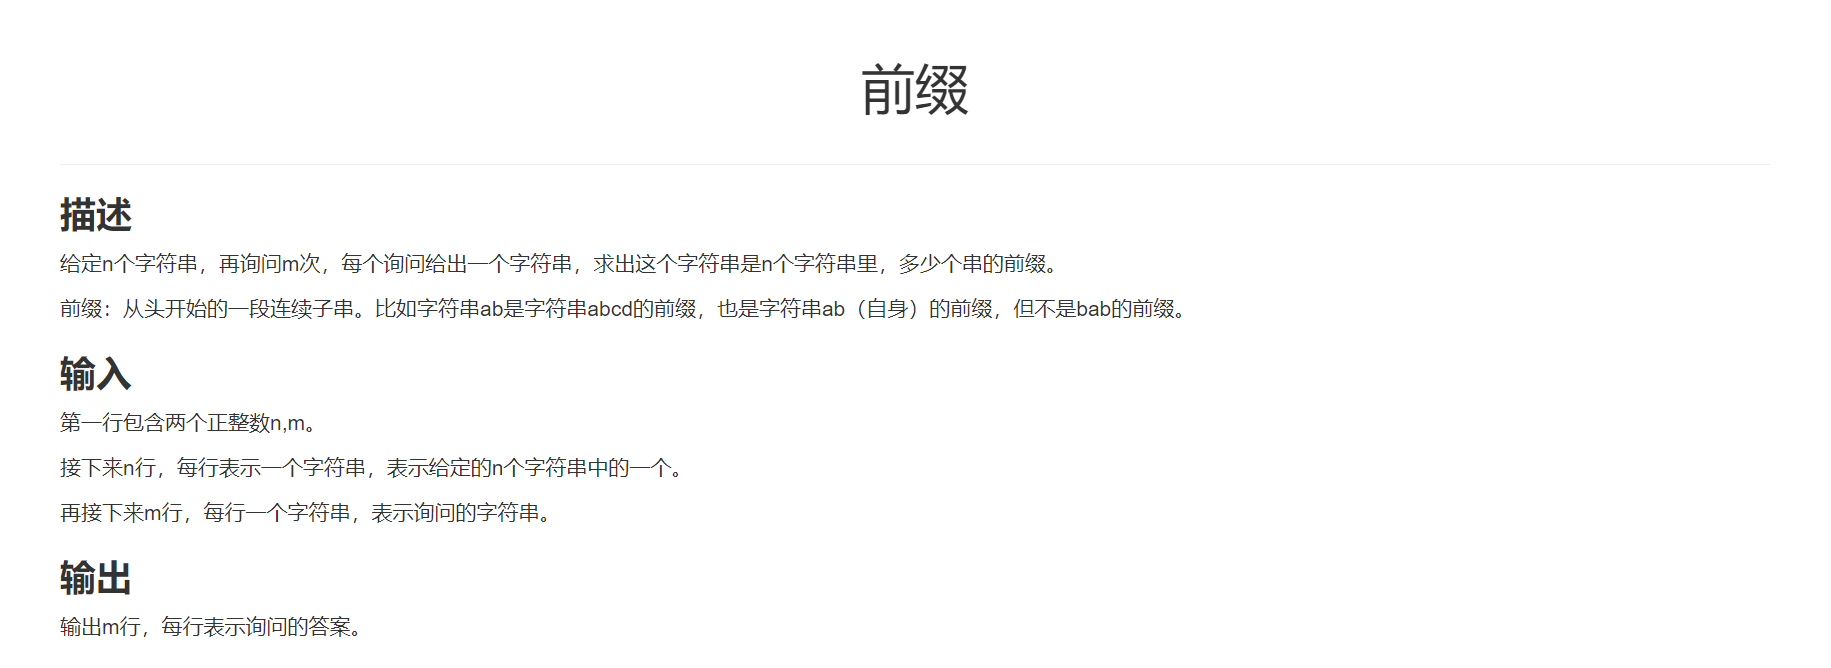 前缀
描述
给定n个字符串，再询问m次，每个询问给出一个字符串，求出这个字符串是n个字符串里，多少个串的前缀。
前缀：从头开始的一段连续子串。比如字符串ab是字符串abcd的前缀，也是字符串ab（自身）的前缀，但不是bab的前缀。
输入
第一行包含两个正整数n,m。
接下来n行，每行表示一个字符串，表示给定的n个字符串中的一个。
再接下来m行，每行一个字符串，表示询问的字符串。
输出
输出m行，每行表示询问的答案。